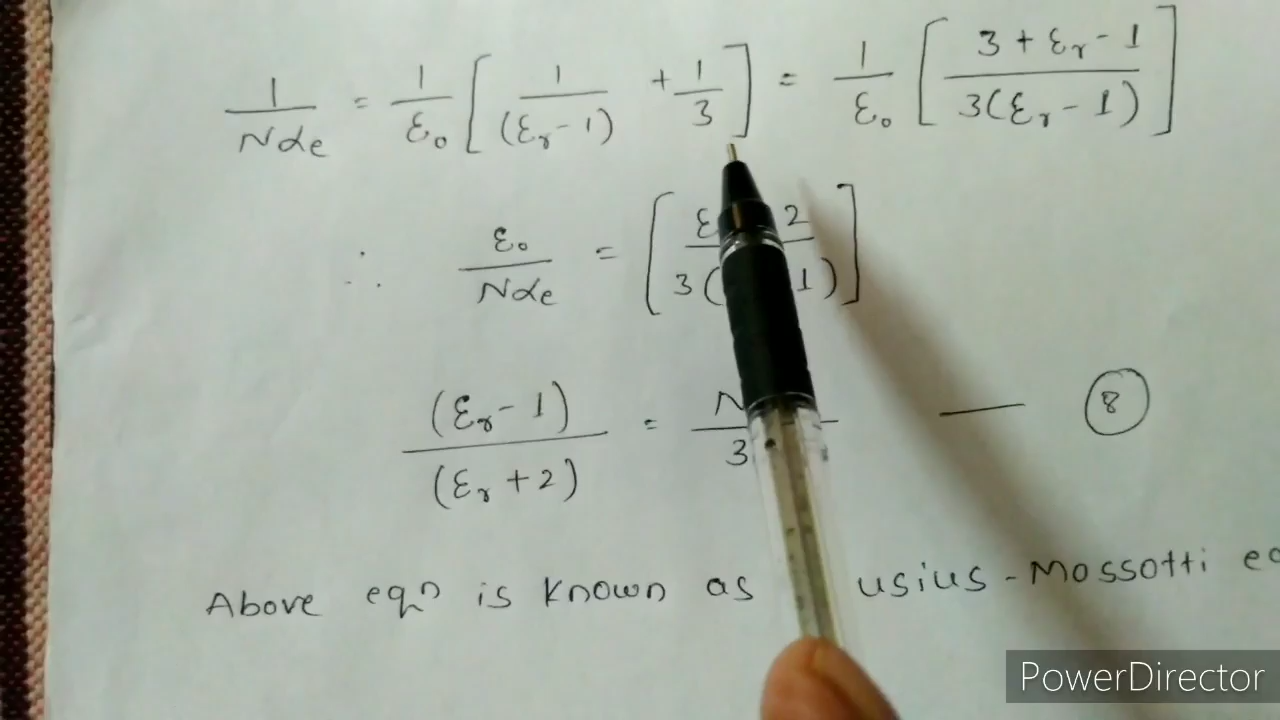 1/Nαe = 1/ε₀ [ 1/(εᵣ - 1) + 1/3 ] = 1/ε₀ [ (3 + εᵣ - 1)/3(εᵣ - 1) ]
∴ ε₀/Nαe = [ ε 2 / 3( 1) ]
(εᵣ - 1)/(εᵣ + 2) = N/3 — ⑧
Above eqn is known as usius - Mossotti eq
PowerDirector